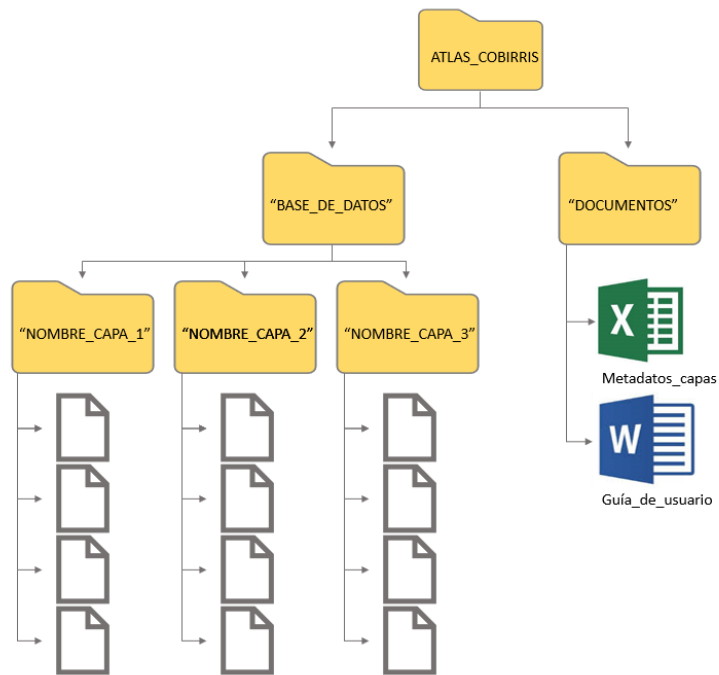 ATLAS_COBIRRIS
“BASE_DE_DATOS”
“DOCUMENTOS”
“NOMBRE_CAPA_1”
“NOMBRE_CAPA_2”
“NOMBRE_CAPA_3”
X
Metadatos_capas
W
Guía_de_usuario